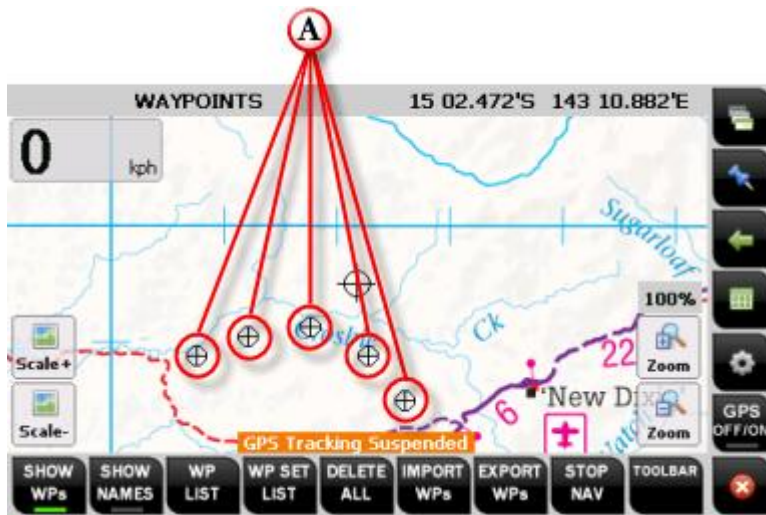 A
WAYPOINTS 15 02.472'S 143 10.882'E
0 kph
Sugarloaf
100%
Scale+
Ck
22
Zoom
'New
6
Scale-
Zoom
GPS Tracking Suspended
GPS
OFF/ON
SHOW WPs
SHOW NAMES
WP LIST
WP SET LIST
DELETE ALL
IMPORT WPs
EXPORT WPs
STOP NAV
TOOLBAR